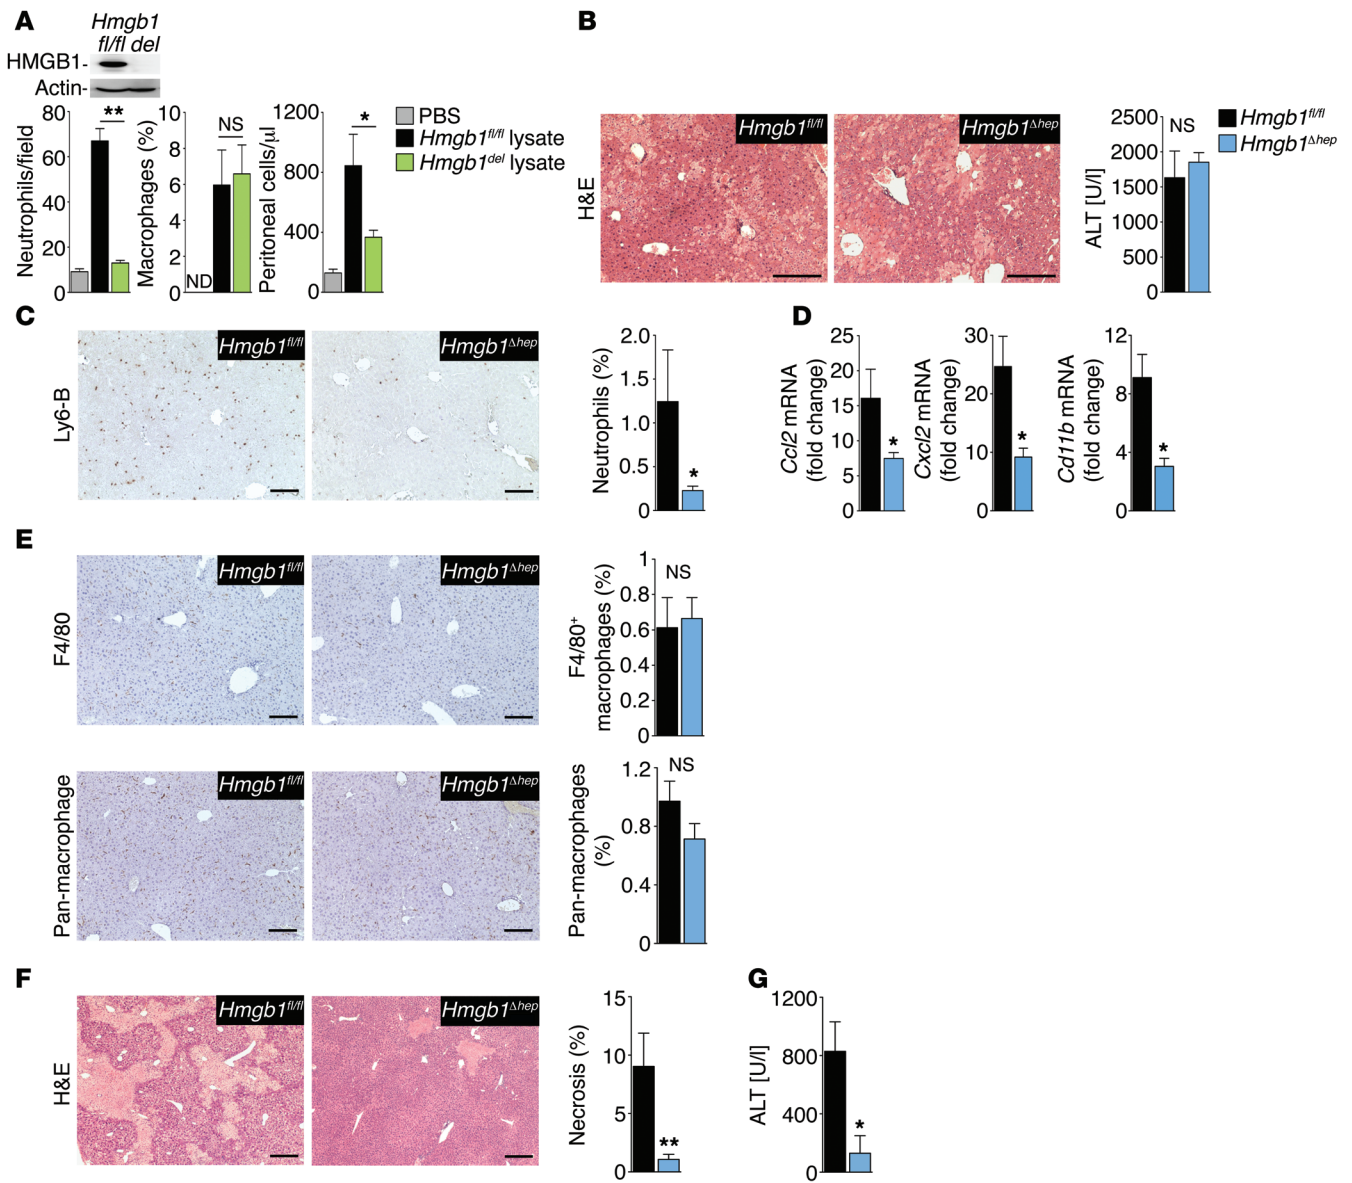 A
Hmgb1
fl/fl del
HMGB1-
Actin-
Neutrophils/field
80
60
40
20
0
**
Macrophages (%)
10
8
6
4
2
0
ND
NS
Peritoneal cells/µl
1200
800
400
0
*
PBS
Hmgb1fl/fl lysate
Hmgb1del lysate
B
H&E
Hmgb1fl/fl
Hmgb1Δhep
ALT [U/l]
2500
2000
1500
1000
500
0
NS
Hmgb1fl/fl
Hmgb1Δhep
C
Ly6-B
Hmgb1fl/fl
Hmgb1Δhep
Neutrophils (%)
2.0
1.5
1.0
0.5
0
*
D
Ccl2 mRNA
(fold change)
25
20
15
10
5
0
*
Cxcl2 mRNA
(fold change)
30
20
10
0
*
Cd11b mRNA
(fold change)
12
8
4
0
*
E
F4/80
Hmgb1fl/fl
Hmgb1Δhep
F4/80+
macrophages (%)
1
0.8
0.6
0.4
0.2
0
NS
Pan-macrophage
Hmgb1fl/fl
Hmgb1Δhep
Pan-macrophages
(%)
1.2
0.8
0.4
0
NS
F
H&E
Hmgb1fl/fl
Hmgb1Δhep
Necrosis (%)
15
10
5
0
**
G
ALT [U/l]
1200
800
400
0
*